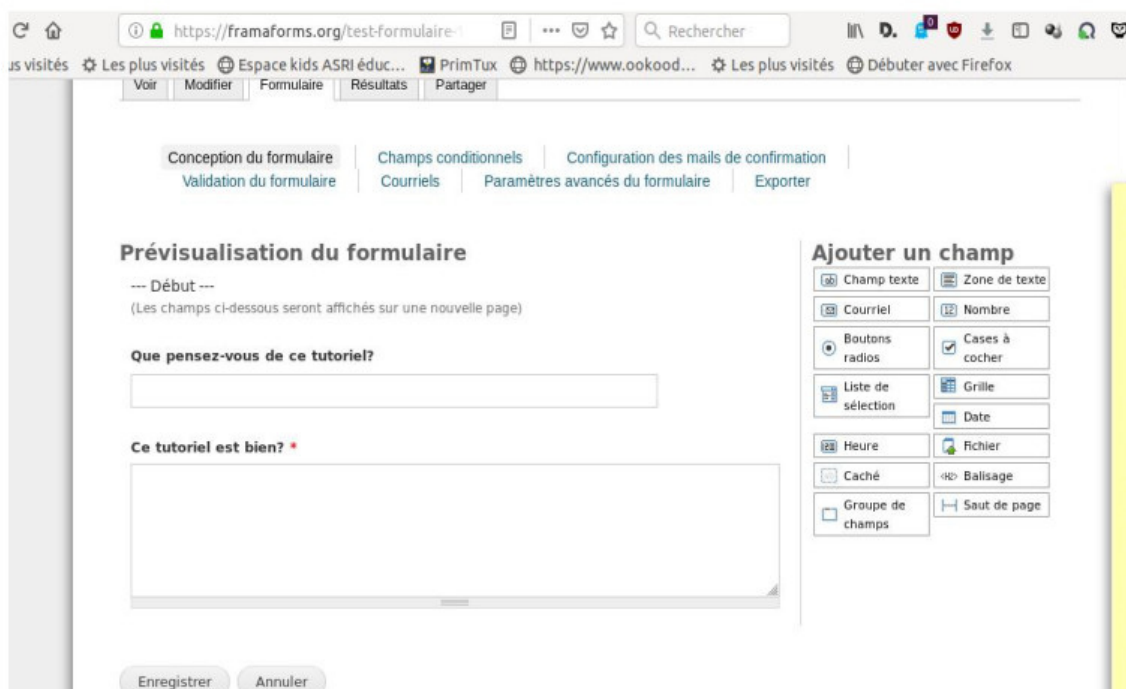 https://framaforms.org/test-formulaire-
Rechercher
D.
0
us visités Les plus visités Espace kids ASRI éduc... PrimTux https://www.ookood... Les plus visités Débuter avec Firefox
Voir Modifier Formulaire Résultats Partager
Conception du formulaire Champs conditionnels Configuration des mails de confirmation
Validation du formulaire Courriels Paramètres avancés du formulaire Exporter
Prévisualisation du formulaire
--- Début ---
(Les champs ci-dessous seront affichés sur une nouvelle page)
Que pensez-vous de ce tutoriel?
Ce tutoriel est bien? *
Enregistrer Annuler
Ajouter un champ
Champ texte Zone de texte
Courriel Nombre
Boutons radios
Cases à cocher
Liste de sélection
Grille
Date
Heure Fichier
Caché <H2> Balisage
Groupe de champs
Saut de page